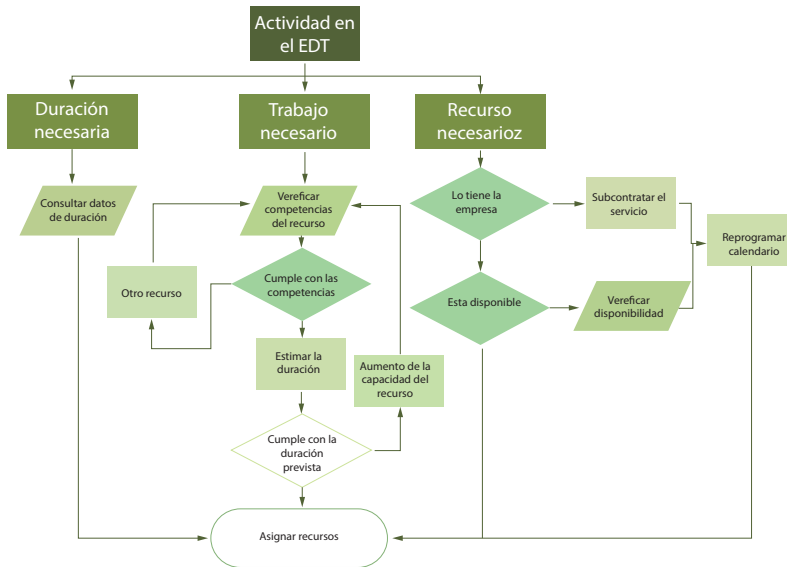 Actividad en
el EDT
Duración
necesaria
Trabajo
necesario
Recurso
necesarioz
Consultar datos
de duración
Vereficar
competencias
del recurso
Lo tiene la
empresa
Subcontratar el
servicio
Reprogramar
calendario
Otro recurso
Cumple con las
competencias
Esta disponible
Vereficar
disponibilidad
Estimar la
duración
Aumento de la
capacidad del
recurso
Cumple con la
duración
prevista
Asignar recursos